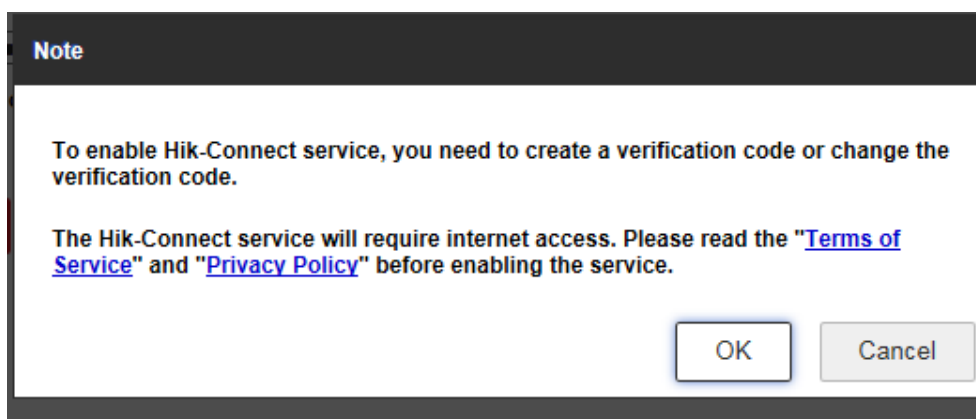 Note
To enable Hik-Connect service, you need to create a verification code or change the
verification code.
The Hik-Connect service will require internet access. Please read the "Terms of
Service" and "Privacy Policy" before enabling the service.
OK Cancel